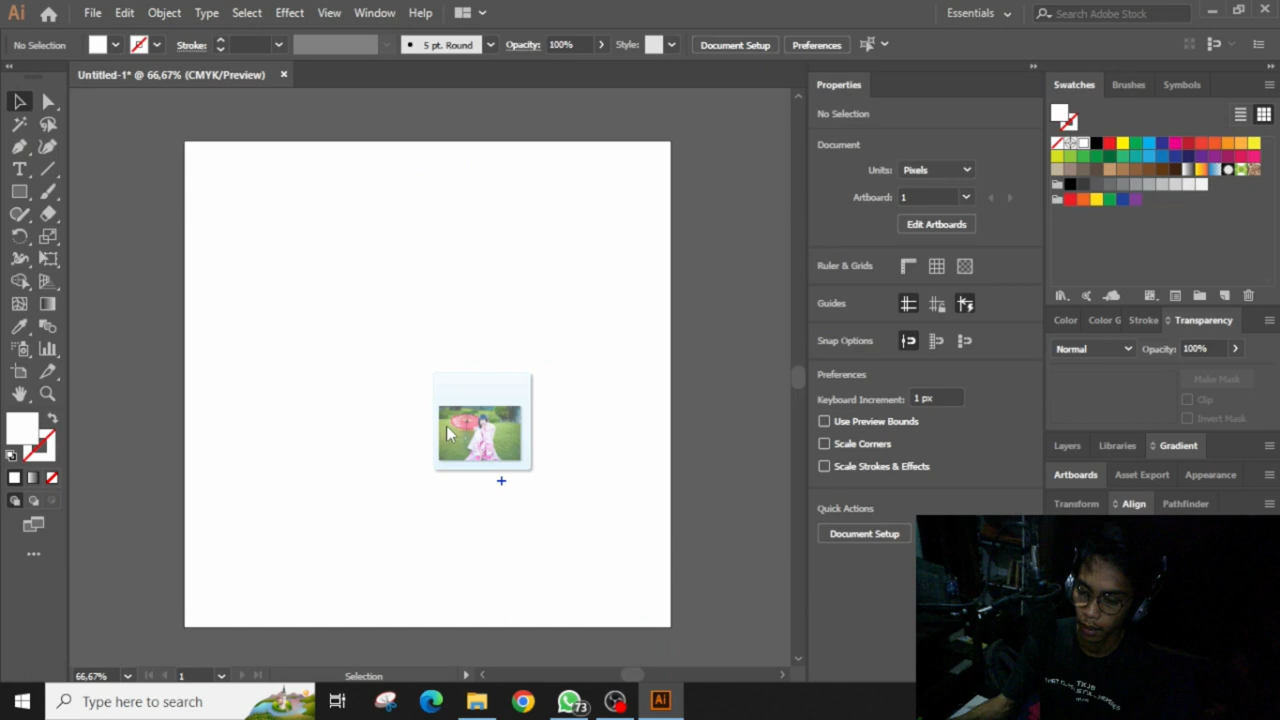 Ai File Edit Object Type Select Effect View Window Help Essentials Search Adobe Stock
No Selection Stroke: 5 pt. Round Opacity: 100% Style: Document Setup Preferences
Untitled-1* @ 66,67% (CMYK/Preview) ×
Properties
No Selection
Document
Units: Pixels
Artboard: 1
Edit Artboards
Ruler & Grids
Guides
Snap Options
Preferences
Keyboard Increment: 1 px
Use Preview Bounds
Scale Corners
Scale Strokes & Effects
Quick Actions
Document Setup
Swatches Brushes Symbols
Color Color G Stroke Transparency
Normal Opacity: 100%
Make Mask
Clip
Invert Mask
Layers Libraries Gradient
Artboards Asset Export Appearance
Transform Align Pathfinder
66,67% 1 Selection
Type here to search 73 Ai